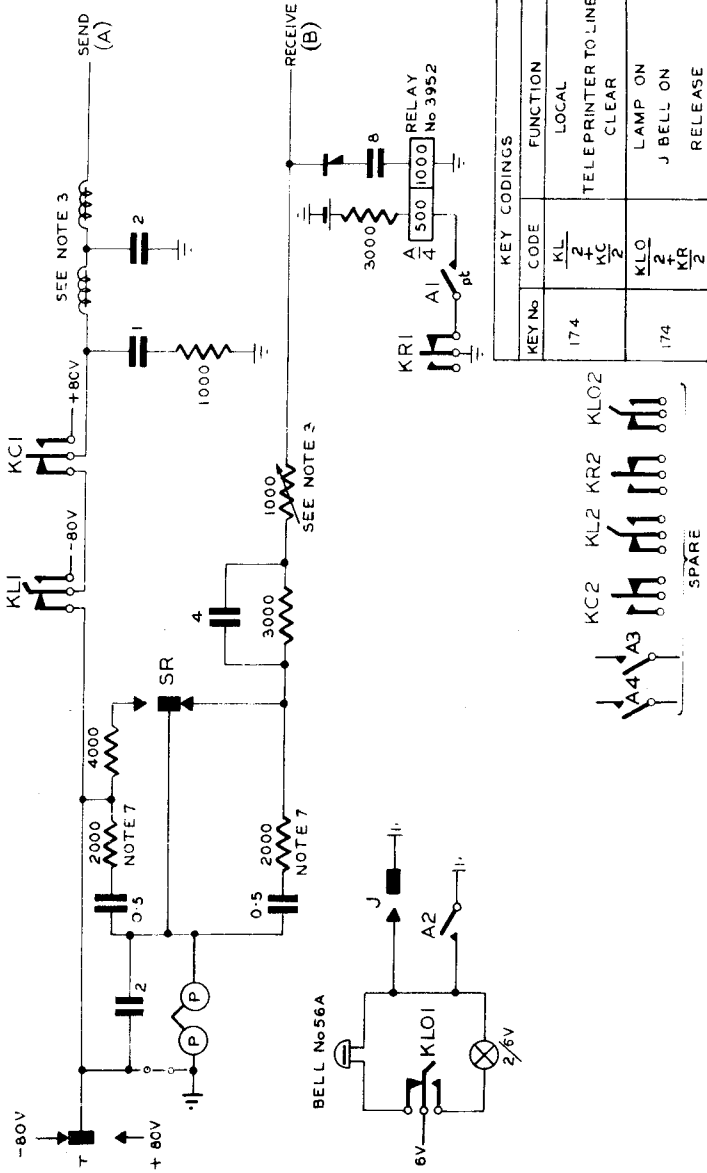 SEND
(A)
KC1
+80V
KL1
-80V
SEE NOTE 3
2
1
1000
-80V
T
+80V
2
P
P
0·5
2000
NOTE 7
4000
SR
4
3000
1000
SEE NOTE 3
0·5
2000
NOTE 7
RECEIVE
(B)
8
RELAY
No 3952
500
1000
3000
A
4
A1
pt
KR1
BELL No 56A
J
A2
KLO1
6V
2/6V
A4
A3
KC2
KL2
KR2
KLO2
SPARE
KEY CODINGS
KEY No
CODE
FUNCTION
174
KL
2
+
KC
2
LOCAL
TELEPRINTER TO LINE
CLEAR
174
KLO
2
+
KR
2
LAMP ON
J BELL ON
RELEASE